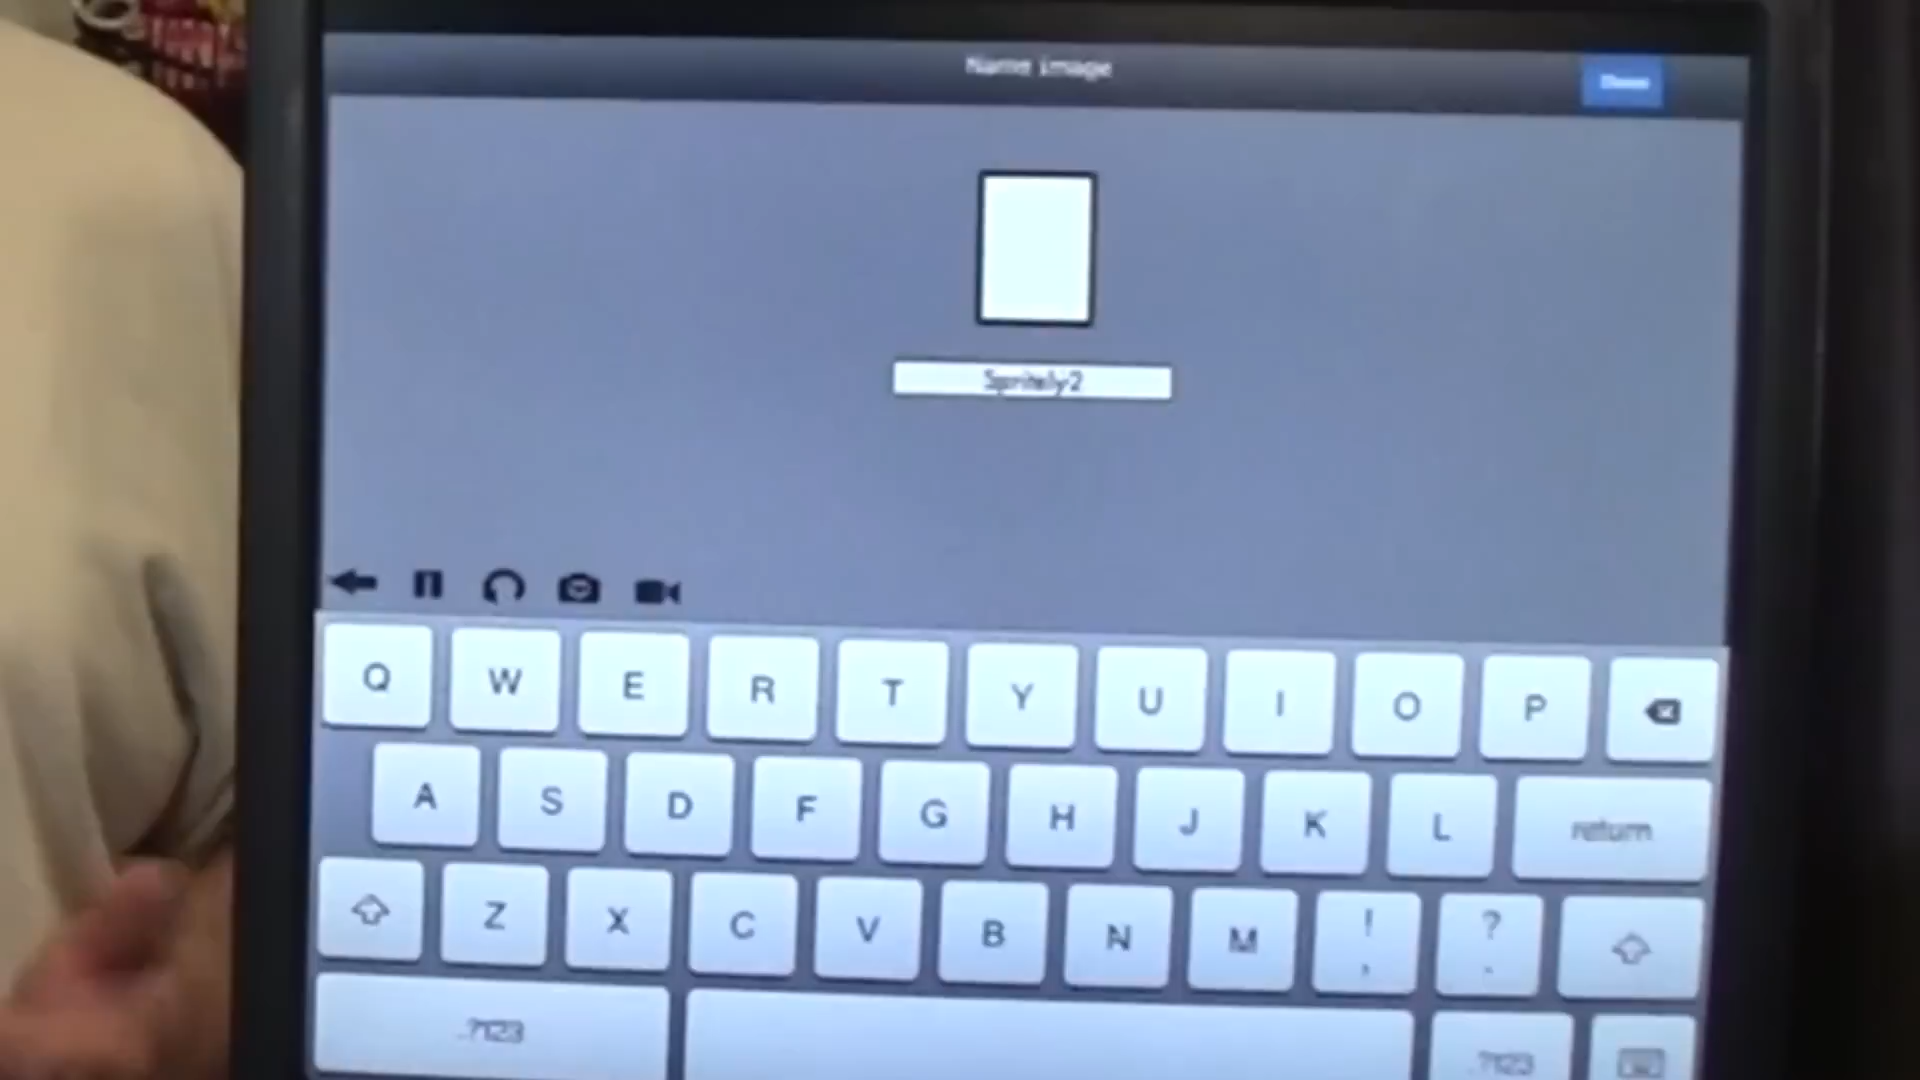 Name image
Done
Spritely2
Q W E R T Y U I O P
A S D F G H J K L return
Z X C V B N M ! , ? .
.?123 .?123